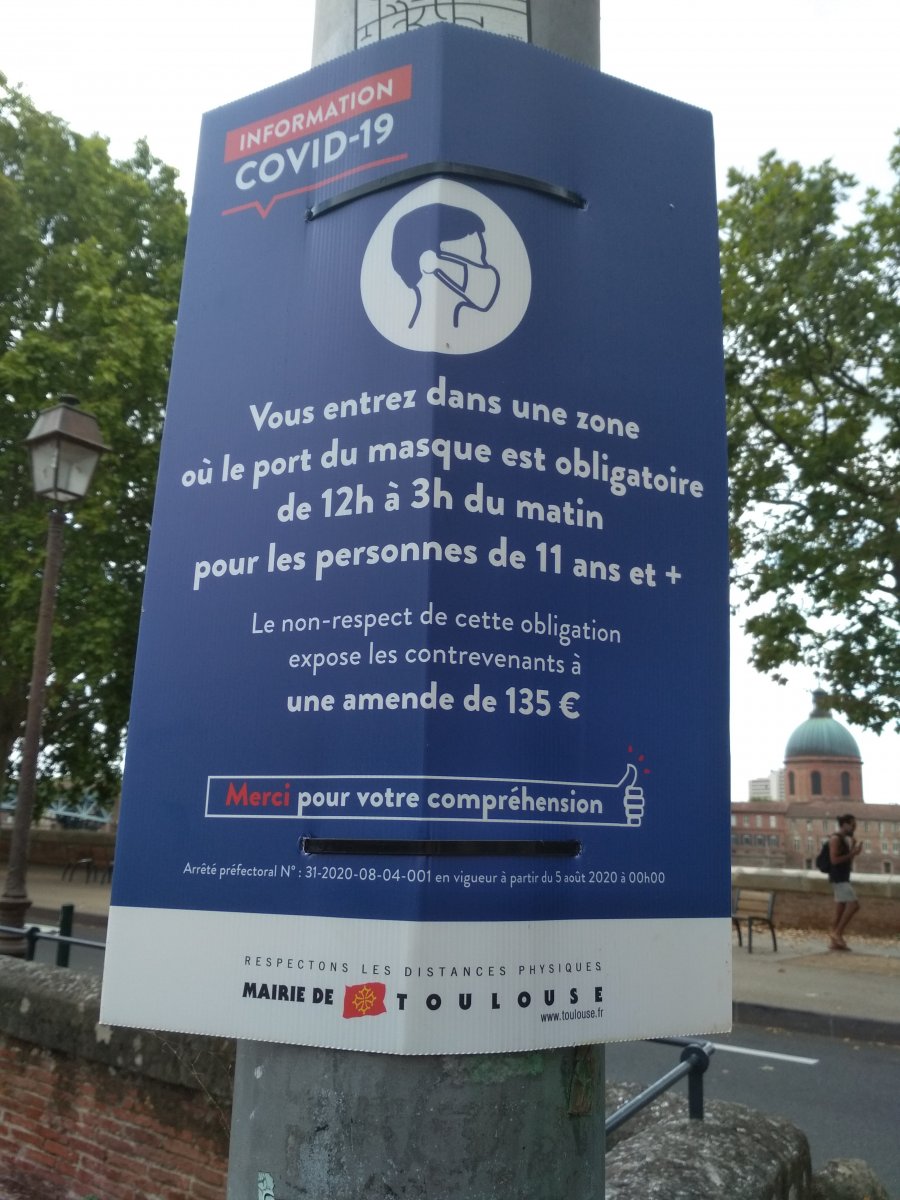 INFORMATION
COVID-19
Vous entrez dans une zone
où le port du masque est obligatoire
de 12h à 3h du matin
pour les personnes de 11 ans et +
Le non-respect de cette obligation
expose les contrevenants à
une amende de 135 €
Merci pour votre compréhension
Arrêté préfectoral N° : 31-2020-08-04-001 en vigueur à partir du 5 août 2020 à 00h00
RESPECTONS LES DISTANCES PHYSIQUES
MAIRIE DE TOULOUSE
www.toulouse.fr